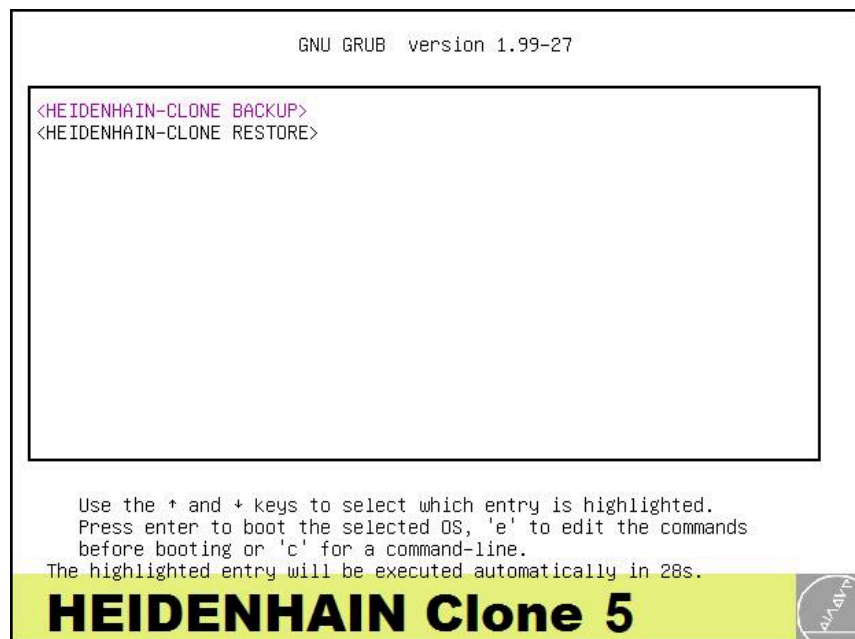 GNU GRUB version 1.99-27
<HEIDENHAIN-CLONE BACKUP>
<HEIDENHAIN-CLONE RESTORE>
Use the ↑ and ↓ keys to select which entry is highlighted.
Press enter to boot the selected OS, 'e' to edit the commands
before booting or 'c' for a command-line.
The highlighted entry will be executed automatically in 28s.
HEIDENHAIN Clone 5